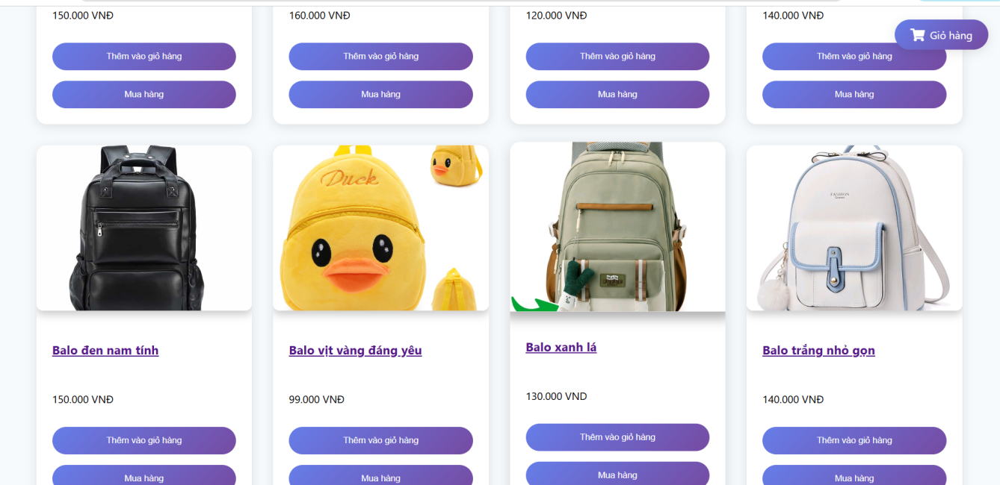 150.000 VNĐ
160.000 VNĐ
120.000 VNĐ
140.000 VNĐ
Giỏ hàng
Thêm vào giỏ hàng
Thêm vào giỏ hàng
Thêm vào giỏ hàng
Thêm vào giỏ hàng
Mua hàng
Mua hàng
Mua hàng
Mua hàng
Duck
FASHION
Balo đen nam tính
Balo vịt vàng đáng yêu
Balo xanh lá
Balo trắng nhỏ gọn
150.000 VNĐ
99.000 VNĐ
130.000 VND
140.000 VNĐ
Thêm vào giỏ hàng
Thêm vào giỏ hàng
Thêm vào giỏ hàng
Thêm vào giỏ hàng
Mua hàng
Mua hàng
Mua hàng
Mua hàng